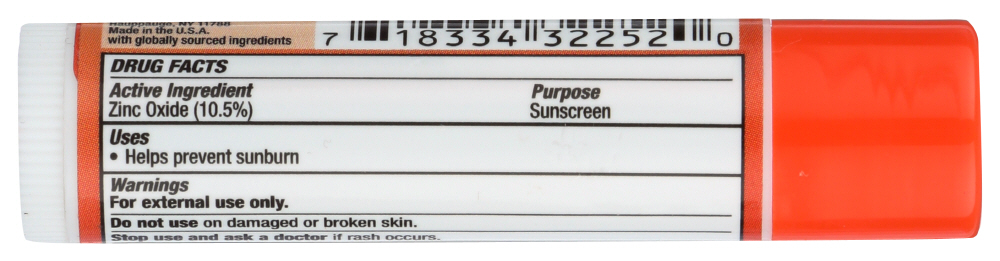 Hauppauge, NY 11788
Made in the U.S.A.
with globally sourced ingredients
7 18334 32252 0
DRUG FACTS
Active Ingredient Purpose
Zinc Oxide (10.5%) Sunscreen
Uses
• Helps prevent sunburn
Warnings
For external use only.
Do not use on damaged or broken skin.
Stop use and ask a doctor if rash occurs.